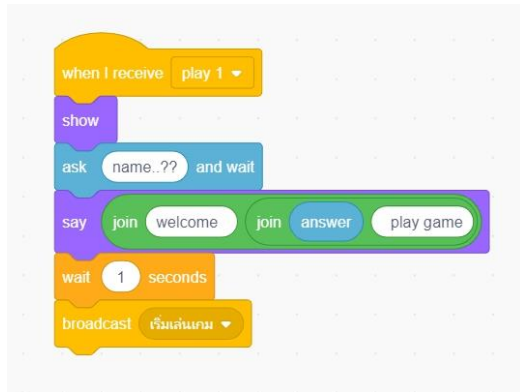 when I receive play 1
show
ask name..?? and wait
say join welcome join answer play game
wait 1 seconds
broadcast เริ่มเล่นเกม